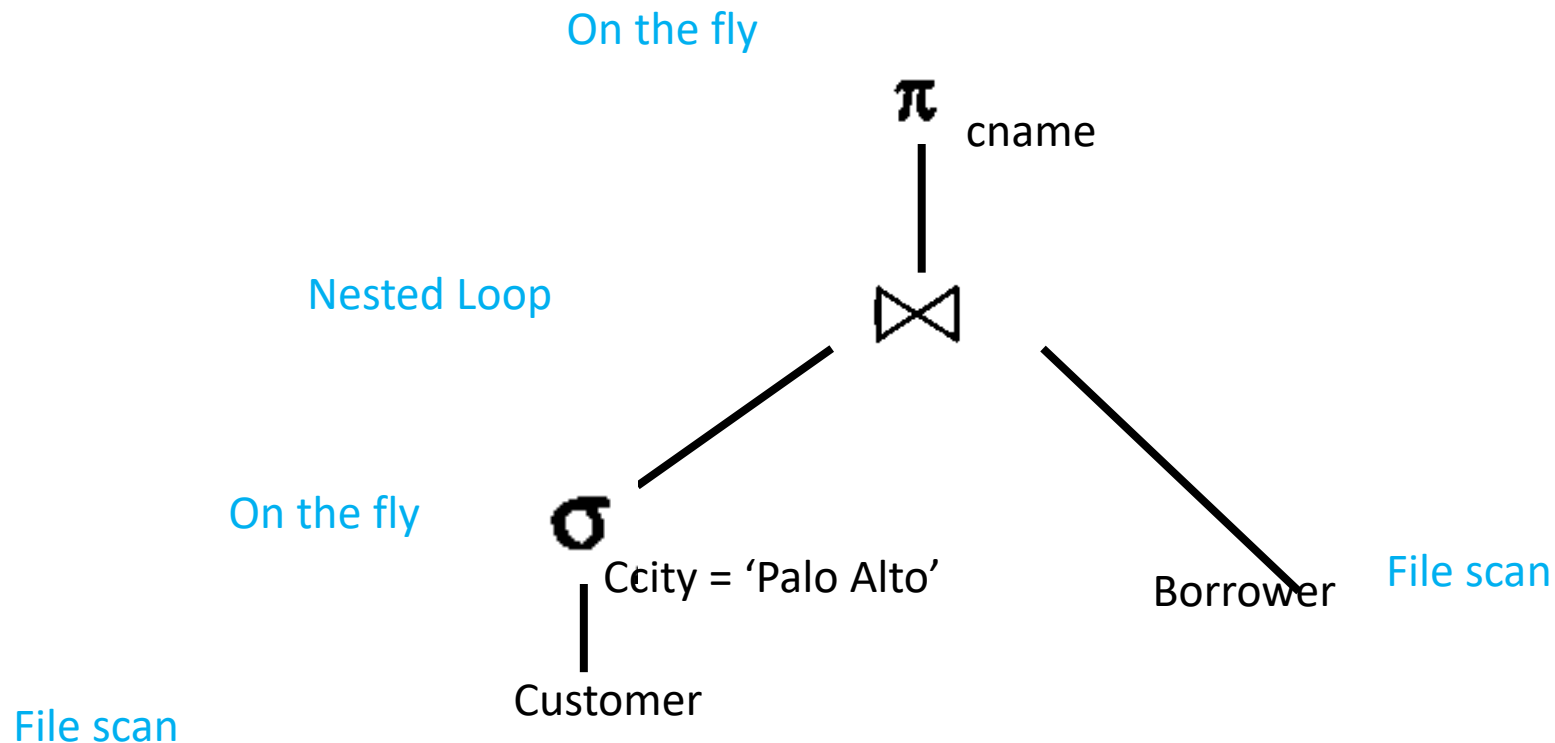 On the fly
π cname
Nested Loop
⋈
On the fly
σ
Ccity = ‘Palo Alto’
Borrower
File scan
Customer
File scan